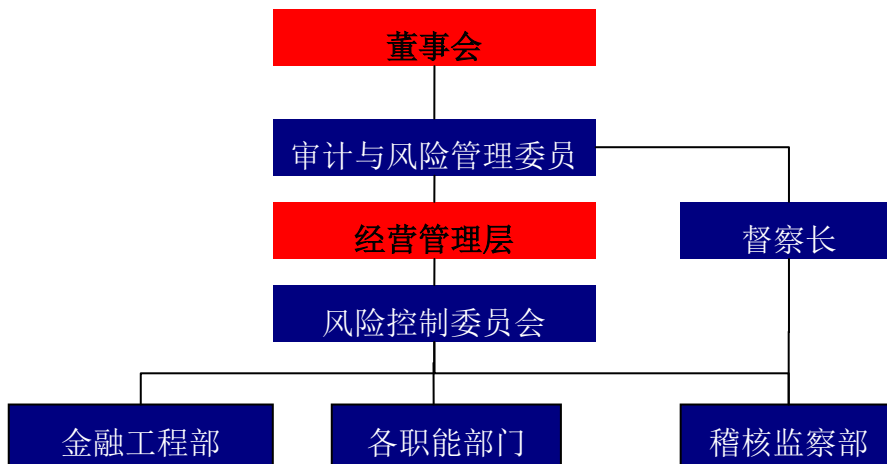 董事会
审计与风险管理委员
经营管理层
督察长
风险控制委员会
金融工程部
各职能部门
稽核监察部